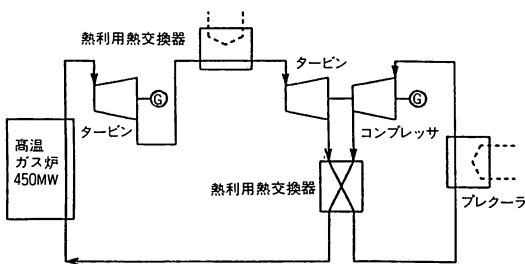 熱利用熱交換器
タービン
G
タービン
高温
ガス炉
450MW
G
コンプレッサ
熱利用熱交換器
プレクーラ